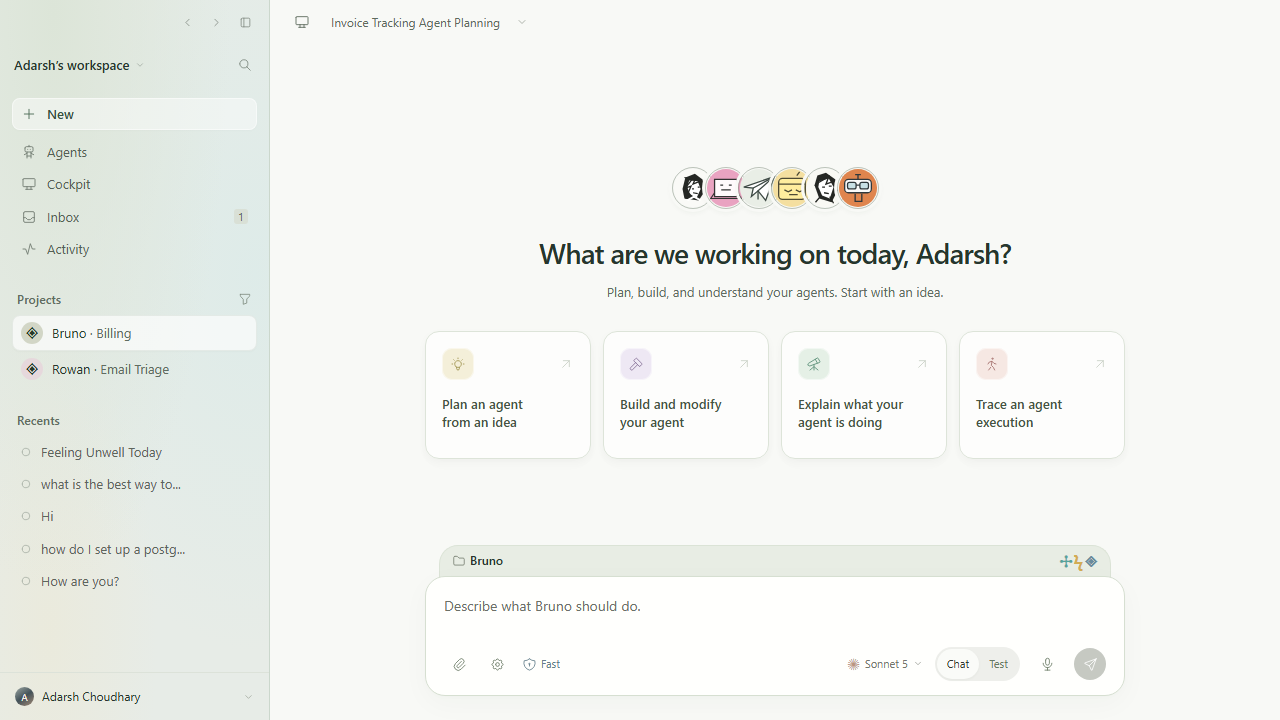 Invoice Tracking Agent Planning
Adarsh's workspace
New
Agents
Cockpit
Inbox
1
Activity
Projects
Bruno · Billing
Rowan · Email Triage
Recents
Feeling Unwell Today
what is the best way to...
Hi
how do I set up a postg...
How are you?
A
Adarsh Choudhary
What are we working on today, Adarsh?
Plan, build, and understand your agents. Start with an idea.
Plan an agent
from an idea
Build and modify
your agent
Explain what your
agent is doing
Trace an agent
execution
Bruno
Describe what Bruno should do.
Fast
Sonnet 5
Chat
Test